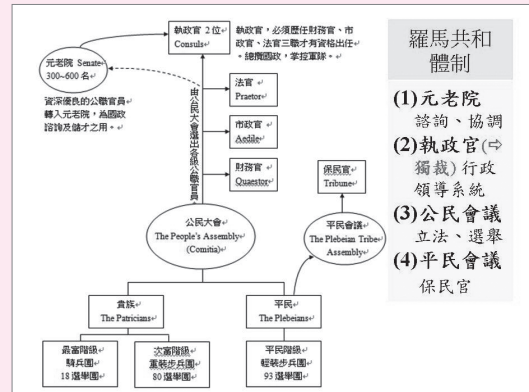 執政官 2 位
Consuls
執政官，必須歷任財務官、市
政官、法官三職才有資格出任
。總攬國政，掌控軍隊。
元老院 Senate
300~600 名
資深優良的公職官員
轉入元老院，為國政
諮詢及儲才之用。
由公民大會選出各級公職官員
法官
Praetor
市政官
Aedile
財務官
Quaestor
保民官
Tribune
公民大會
The People's Assembly
(Comitia)
平民會議
The Plebeian Tribe
Assembly
貴族
The Patricians
平民
The Plebeians
最富階級
騎兵團
18 選舉團
次富階級
重裝步兵團
80 選舉團
平民階級
輕裝步兵團
93 選舉團
羅馬共和
體制
(1)元老院
諮詢、協調
(2)執政官(⇨
獨裁) 行政
領導系統
(3)公民會議
立法、選舉
(4)平民會議
保民官